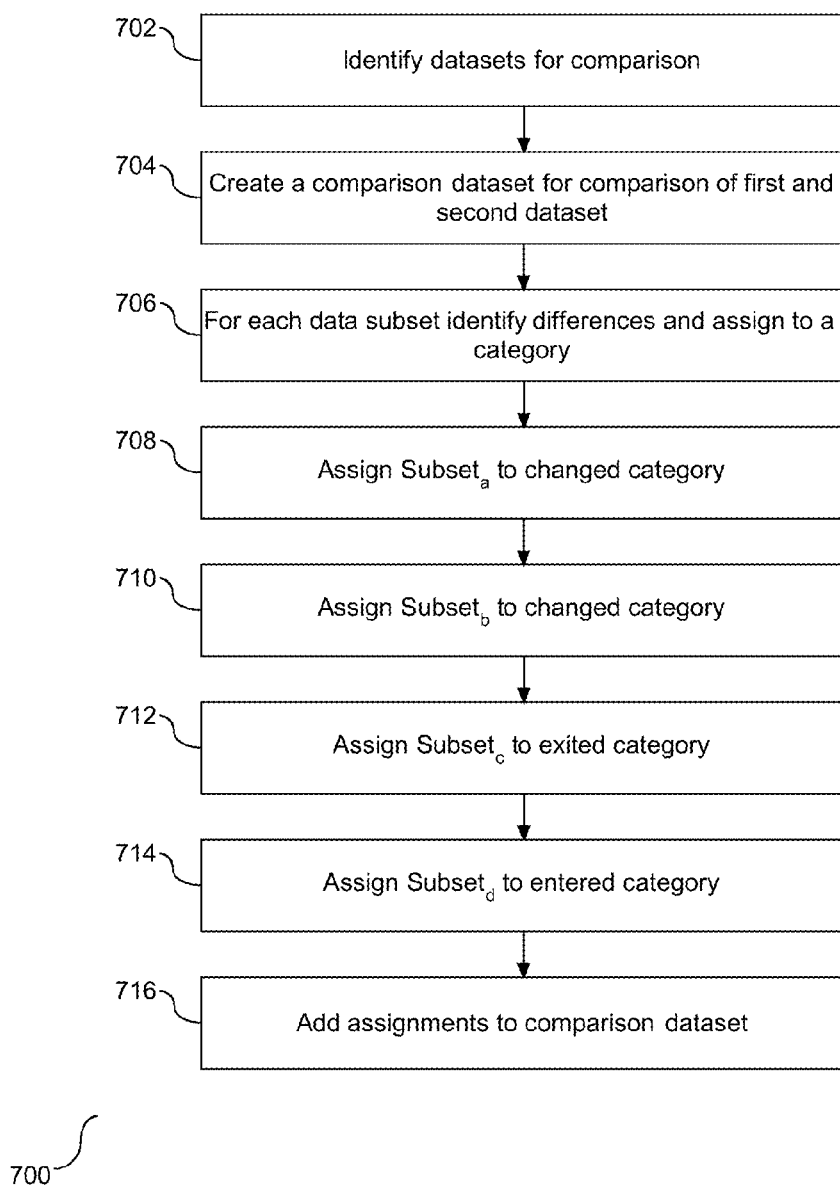 702
Identify datasets for comparison
704
Create a comparison dataset for comparison of first and
second dataset
706
For each data subset identify differences and assign to a
category
708
Assign Subset_a to changed category
710
Assign Subset_b to changed category
712
Assign Subset_c to exited category
714
Assign Subset_d to entered category
716
Add assignments to comparison dataset
700